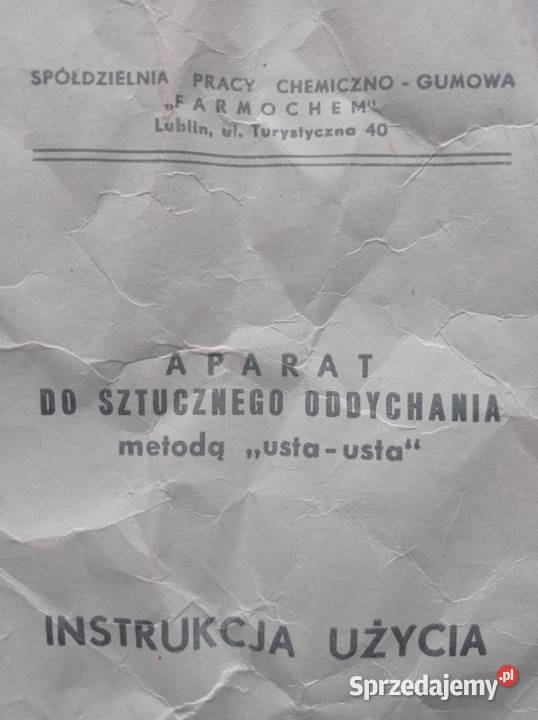 SPÓŁDZIELNIA PRACY CHEMICZNO-GUMOWA
„FARMOCHEM"
Lublin, ul. Turystyczna 40
APARAT
DO SZTUCZNEGO ODDYCHANIA
metodą „usta-usta"
INSTRUKCJA UŻYCIA
Sprzedajemy.pl